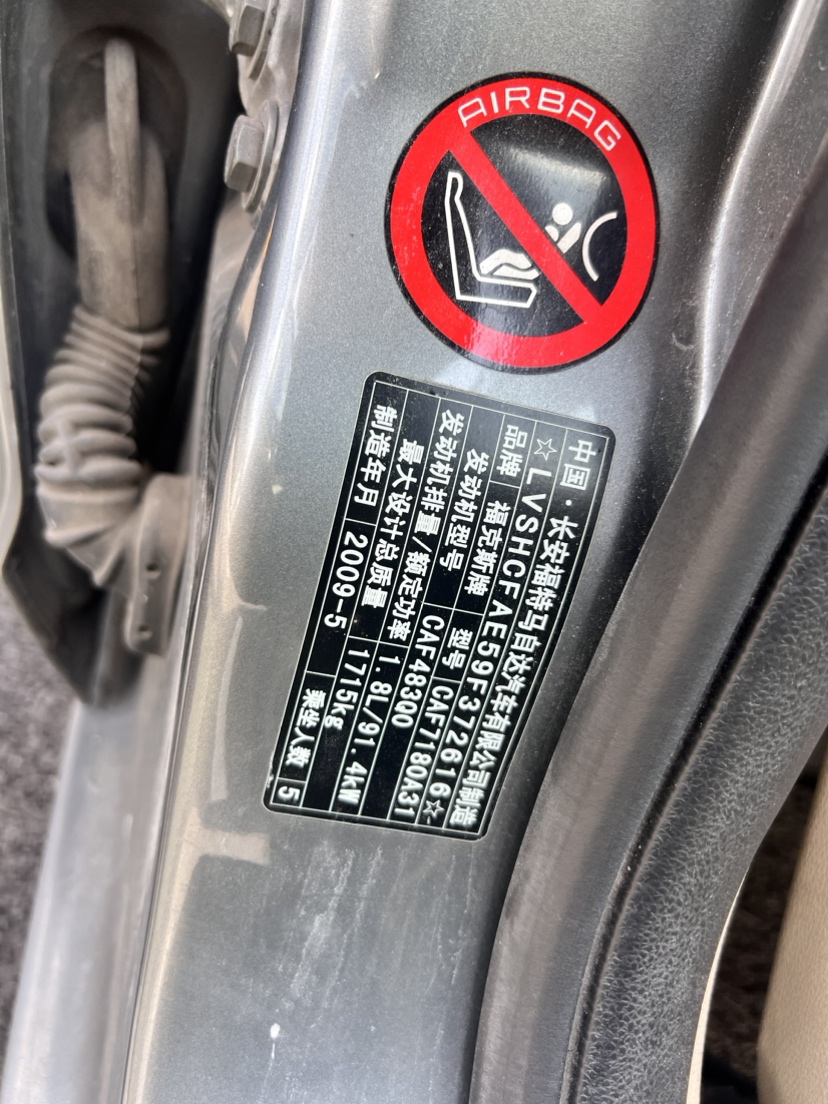 AIRBAG
中国·长安福特马自达汽车有限公司制造
☆LVSHCFAE59F372616☆
品牌 福克斯牌 型号 CAF7180A31
发动机型号 CAF483Q0
发动机排量/额定功率 1.8L/91.4kW
最大设计总质量 1715kg
制造年月 2009-5 乘坐人数 5